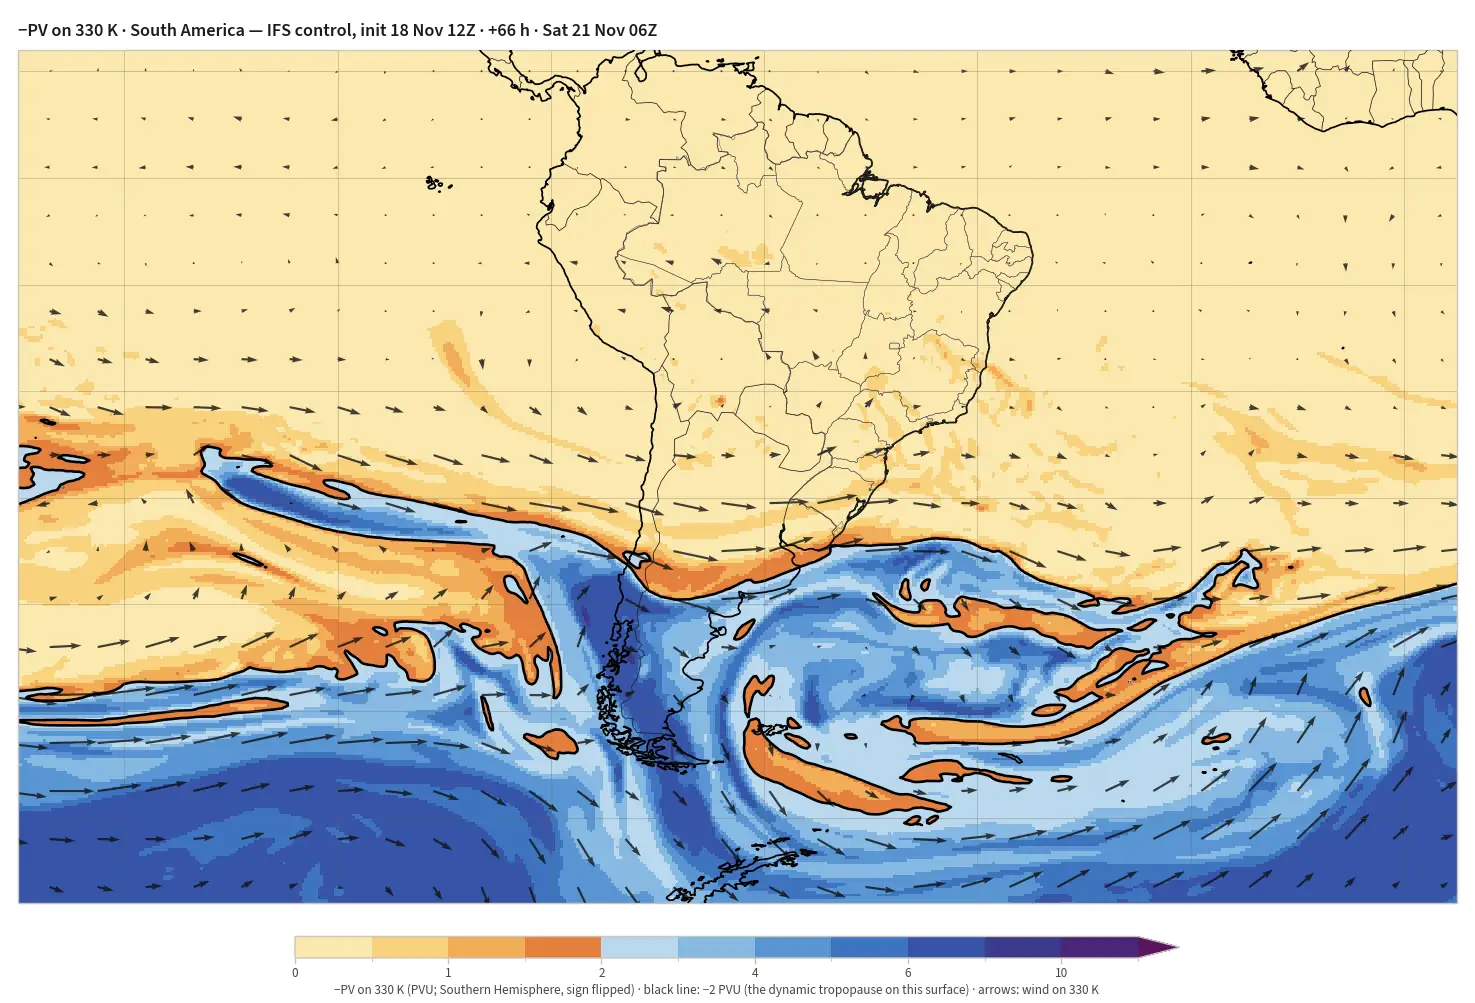 −PV on 330 K · South America — IFS control, init 18 Nov 12Z · +66 h · Sat 21 Nov 06Z
0 1 2 4 6 10
−PV on 330 K (PVU; Southern Hemisphere, sign flipped) · black line: −2 PVU (the dynamic tropopause on this surface) · arrows: wind on 330 K